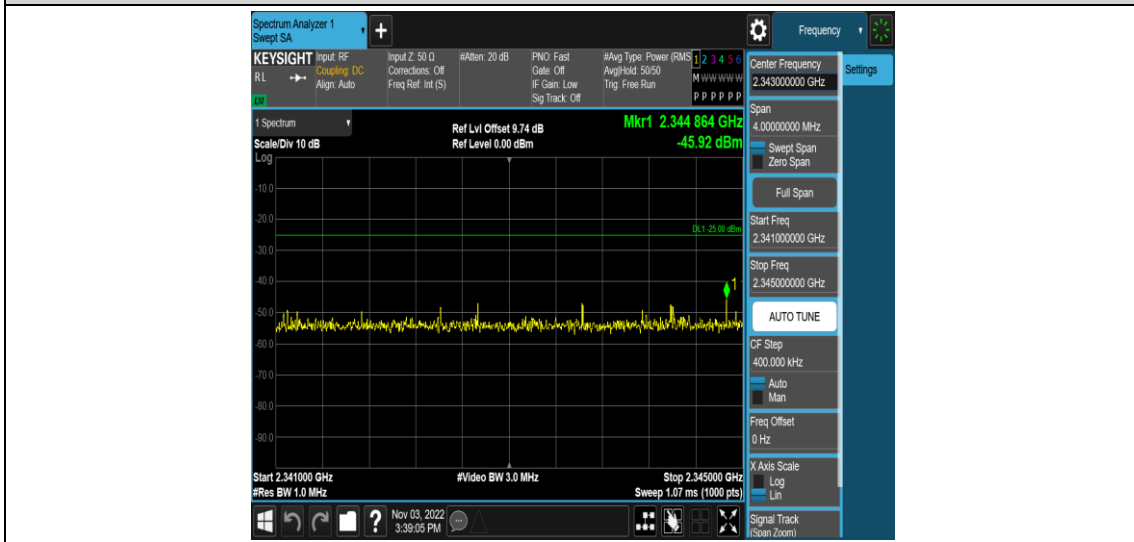 Spectrum Analyzer 1
Swept SA
+
Frequency
KEYSIGHT
RL
LXI
Input: RF
Coupling: DC
Align: Auto
Input Z: 50 Ω
Corrections: Off
Freq Ref: Int (S)
#Atten: 20 dB
PNO: Fast
Gate: Off
IF Gain: Low
Sig Track: Off
#Avg Type: Power (RMS
Avg|Hold: 50/50
Trig: Free Run
1 2 3 4 5 6
M W W W W W
P P P P P P
1 Spectrum
Scale/Div 10 dB
Log
Ref Lvl Offset 9.74 dB
Ref Level 0.00 dBm
Mkr1 2.344 864 GHz
-45.92 dBm
-10.0
-20.0
DL1 -25.00 dBm
-30.0
-40.0
1
-50.0
-60.0
-70.0
-80.0
-90.0
Start 2.341000 GHz
#Res BW 1.0 MHz
#Video BW 3.0 MHz
Stop 2.345000 GHz
Sweep 1.07 ms (1000 pts)
Center Frequency
2.343000000 GHz
Settings
Span
4.00000000 MHz
Swept Span
Zero Span
Full Span
Start Freq
2.341000000 GHz
Stop Freq
2.345000000 GHz
AUTO TUNE
CF Step
400.000 kHz
Auto
Man
Freq Offset
0 Hz
X Axis Scale
Log
Lin
Signal Track
(Span Zoom)
?
Nov 03, 2022
3:39:05 PM